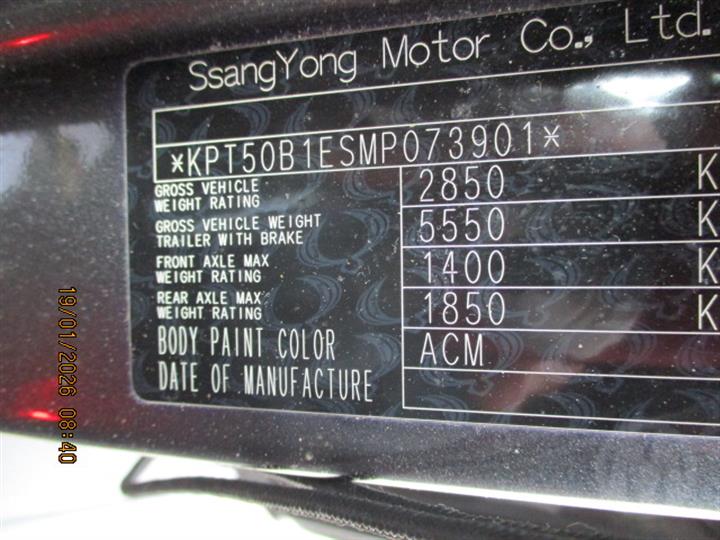 SsangYong Motor Co., Ltd.
*KPT50B1ESMP073901*
GROSS VEHICLE
WEIGHT RATING
2850 K
GROSS VEHICLE WEIGHT
TRAILER WITH BRAKE
5550 K
FRONT AXLE MAX
WEIGHT RATING
1400 K
REAR AXLE MAX
WEIGHT RATING
1850 K
BODY PAINT COLOR
ACM
DATE OF MANUFACTURE
19/01/2026 08:40